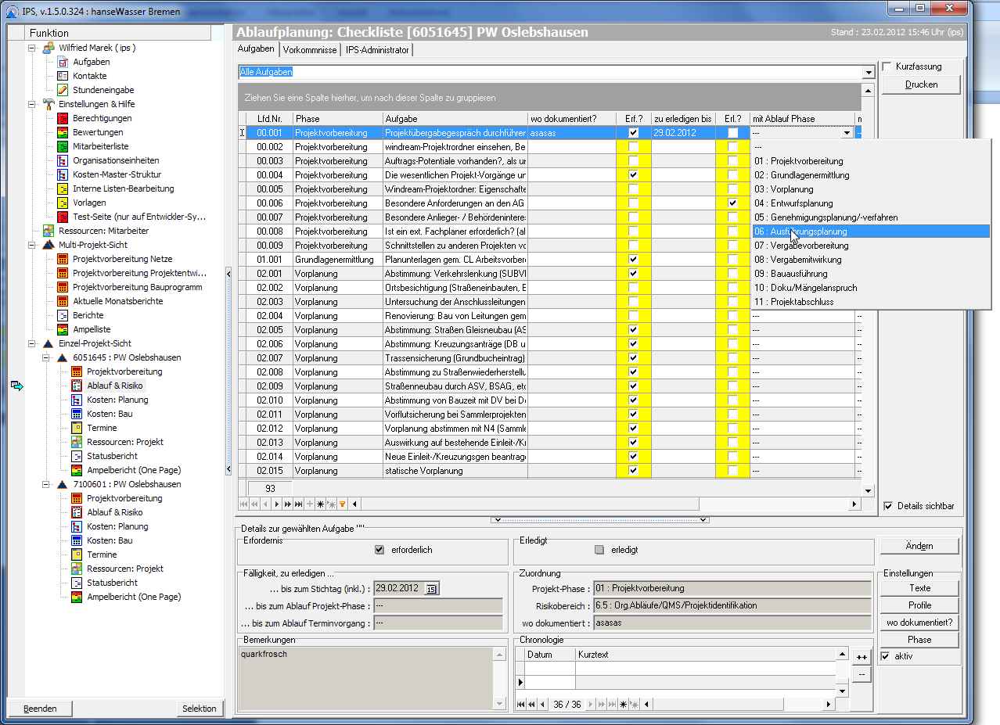 IPS, v.1.5.0.324 : hanseWasser Bremen
Funktion
Wilfried Marek ( ips )
Aufgaben
Kontakte
Stundeneingabe
Einstellungen & Hilfe
Berechtigungen
Bewertungen
Mitarbeiterliste
Organisationseinheiten
Kosten-Master-Struktur
Interne Listen-Bearbeitung
Vorlagen
Test-Seite (nur auf Entwickler-Sy...
Ressourcen: Mitarbeiter
Multi-Projekt-Sicht
Projektvorbereitung Netze
Projektvorbereitung Projektentwi...
Projektvorbereitung Bauprogramm
Aktuelle Monatsberichte
Berichte
Ampelliste
Einzel-Projekt-Sicht
6051645 : PW Oslebshausen
Projektvorbereitung
Ablauf & Risiko
Kosten: Planung
Kosten: Bau
Termine
Ressourcen: Projekt
Statusbericht
Ampelbericht (One Page)
7100601 : PW Oslebshausen
Projektvorbereitung
Ablauf & Risiko
Kosten: Planung
Kosten: Bau
Termine
Ressourcen: Projekt
Statusbericht
Ampelbericht (One Page)
Beenden Selektion
Ablaufplanung: Checkliste [6051645] PW Oslebshausen Stand : 23.02.2012 15:46 Uhr (ips)
Aufgaben Vorkommnisse IPS-Administrator
Alle Aufgaben
Kurzfassung
Drucken
Ziehen Sie eine Spalte hierher, um nach dieser Spalte zu gruppieren
Lfd.Nr. Phase Aufgabe wo dokumentiert? Erf.? zu erledigen bis Erl.? mit Ablauf Phase
00.001 Projektvorbereitung Projektübergabegespräch durchführer asasas 29.02.2012 ---
00.002 Projektvorbereitung windream-Projektordner einsehen, Be
00.003 Projektvorbereitung Auftrags-Potentiale vorhanden?, als ur
00.004 Projektvorbereitung Die wesentlichen Projekt-Vorgänge ur
00.005 Projektvorbereitung Windream-Projektordner: Eigenschafte
00.006 Projektvorbereitung Besondere Anforderungen an den AG
00.007 Projektvorbereitung Besondere Anlieger- / Behördeninteres
00.008 Projektvorbereitung Ist ein ext. Fachplaner erforderlich? (al
00.009 Projektvorbereitung Schnittstellen zu anderen Projekten vo
01.001 Grundlagenermittlung Planunterlagen gem. CL Arbeitsvorbere
02.001 Vorplanung Abstimmung: Verkehrslenkung (SUBVI
02.002 Vorplanung Ortsbesichtigung (Straßeneinbauten, E
02.003 Vorplanung Untersuchung der Anschlussleitungen
02.004 Vorplanung Renovierung: Bau von Leitungen gem ---
02.005 Vorplanung Abstimmung: Straßen Gleisneubau (AS ---
02.006 Vorplanung Abstimmung: Kreuzungsanträge (DB u ---
02.007 Vorplanung Trassensicherung (Grundbucheintrag) ---
02.008 Vorplanung Abstimmung zu Straßenwiederherstellu ---
02.009 Vorplanung Straßenneubau durch ASV, BSAG, etc ---
02.010 Vorplanung Abstimmung von Bauzeit mit DV bei De ---
02.011 Vorplanung Vorflutsicherung bei Sammlerprojekten ---
02.012 Vorplanung Vorplanung abstimmen mit N4 (Sammle ---
02.013 Vorplanung Auswirkung auf bestehende Einleit-/Kr ---
02.014 Vorplanung Neue Einleit-/Kreuzungsgen beantrage ---
02.015 Vorplanung statische Vorplanung ---
93
---
01 : Projektvorbereitung
02 : Grundlagenermittlung
03 : Vorplanung
04 : Entwurfsplanung
05 : Genehmigungsplanung/-verfahren
06 : Ausführungsplanung
07 : Vergabevorbereitung
08 : Vergabemitwirkung
09 : Bauausführung
10 : Doku/Mängelanspruch
11 : Projektabschluss
Details sichtbar
Details zur gewählten Aufgabe ""
Erfordernis
erforderlich
Erledigt
erledigt
Ändern
Fälligkeit, zu erledigen ...
... bis zum Stichtag (inkl.) : 29.02.2012 15
... bis zum Ablauf Projekt-Phase : ---
... bis zum Ablauf Terminvorgang : ---
Zuordnung
Projekt-Phase : 01 : Projektvorbereitung
Risikobereich : 6.5 : Org.Abläufe/QMS/Projektidentifikation
wo dokumentiert : asasas
Einstellungen
Texte
Profile
wo dokumentiert?
Phase
aktiv
Bemerkungen
quarkfrosch
Chronologie
Datum Kurztext
++
--
36 / 36